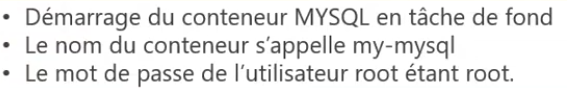 • Démarrage du conteneur MYSQL en tâche de fond
• Le nom du conteneur s’appelle my-mysql
• Le mot de passe de l’utilisateur root étant root.